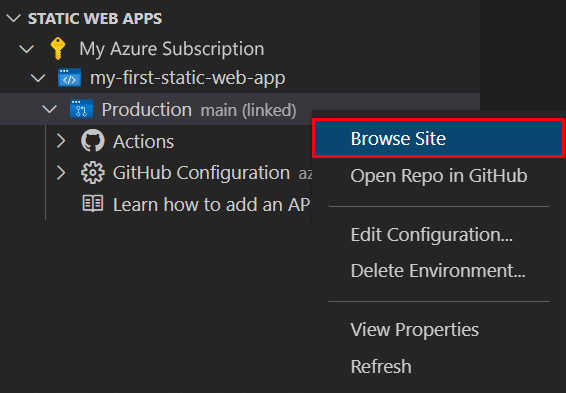 STATIC WEB APPS
My Azure Subscription
my-first-static-web-app
Production main (linked)
Actions
GitHub Configuration az
Learn how to add an AP
Browse Site
Open Repo in GitHub
Edit Configuration...
Delete Environment...
View Properties
Refresh